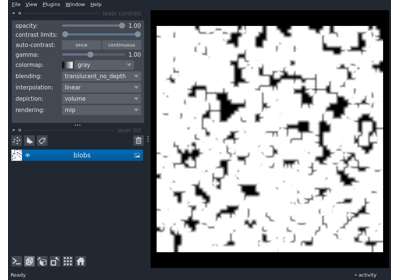 File View Plugins Window Help
layer controls
opacity: 1.00
contrast limits:
auto-contrast: once continuous
gamma: 1.00
colormap: gray
blending: translucent_no_depth
interpolation: linear
depiction: volume
rendering: mip
layer list
blobs
Ready
activity